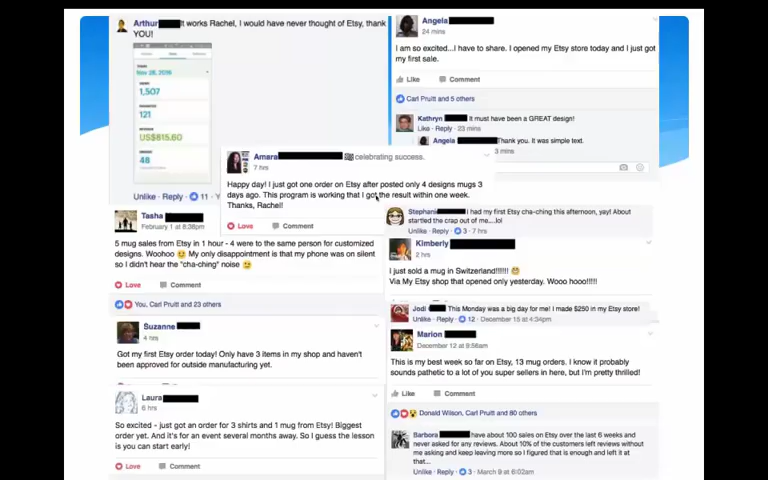 Arthur It works Rachel, I would have never thought of Etsy, thank
YOU!
Nov 28, 2016
1,507
121
US$815.60
46
Unlike · Reply · 11 · Y
Angela
24 mins
I am so excited...I have to share. I opened my Etsy store today and I just got
my first sale.
Like Comment
Carl Pruitt and 5 others
Kathryn It must have been a GREAT design!
Like · Reply · 23 mins
Angela Thank you. It was simple text.
3 mins
Amara celebrating success.
7 hrs
Happy day! I just got one order on Etsy after posted only 4 designs mugs 3
days ago. This program is working that I got the result within one week.
Thanks, Rachel!
Love Comment
Tasha
February 1 at 8:38pm
5 mug sales from Etsy in 1 hour - 4 were to the same person for customized
designs. Woohoo 😉 My only disappointment is that my phone was on silent
so I didn't hear the "cha-ching" noise 😉
Love Comment
You, Carl Pruitt and 23 others
Stephanie I had my first Etsy cha-ching this afternoon, yay! About
startled the crap out of me....lol
Unlike · Reply · 3 · 7 hrs
Kimberly
2 hrs
I just sold a mug in Switzerland!!!!!! 😁
Via My Etsy shop that opened only yesterday. Wooo hooo!!!!!
Jodi This Monday was a big day for me! I made $250 in my Etsy store!
Unlike · Reply · 12 · December 15 at 4:34pm
Suzanne
4 hrs
Got my first Etsy order today! Only have 3 items in my shop and haven't
been approved for outside manufacturing yet.
Marion
December 12 at 9:56am
This is my best week so far on Etsy, 13 mug orders. I know it probably
sounds pathetic to a lot of you super sellers in here, but I'm pretty thrilled!
Like Comment
Donald Wilson, Carl Pruitt and 80 others
Laura
6 hrs
So excited - just got an order for 3 shirts and 1 mug from Etsy! Biggest
order yet. And it's for an event several months away. So I guess the lesson
is you can start early!
Love Comment
Barbora have about 100 sales on Etsy over the last 6 weeks and
never asked for any reviews. About 10% of the customers left reviews without
me asking and keep leaving more so I figured that is enough and left it at
that...
Unlike · Reply · 3 · March 9 at 6:02am